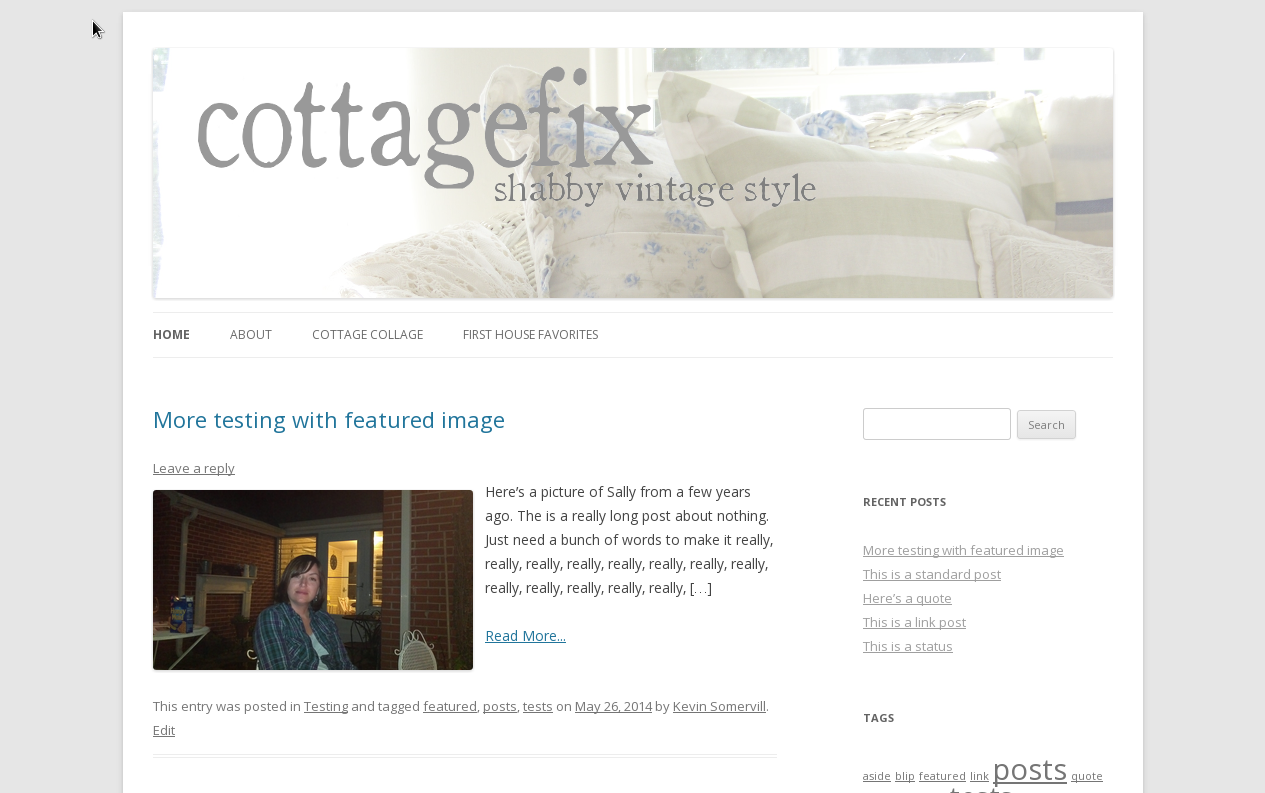 cottagefix
shabby vintage style
HOME ABOUT COTTAGE COLLAGE FIRST HOUSE FAVORITES
More testing with featured image
Leave a reply
Here's a picture of Sally from a few years
ago. The is a really long post about nothing.
Just need a bunch of words to make it really,
really, really, really, really, really, really, really,
really, really, really, really, really, […]
Read More...
This entry was posted in Testing and tagged featured, posts, tests on May 26, 2014 by Kevin Somervill.
Edit
Search
RECENT POSTS
More testing with featured image
This is a standard post
Here's a quote
This is a link post
This is a status
TAGS
aside blip featured link posts quote
tests